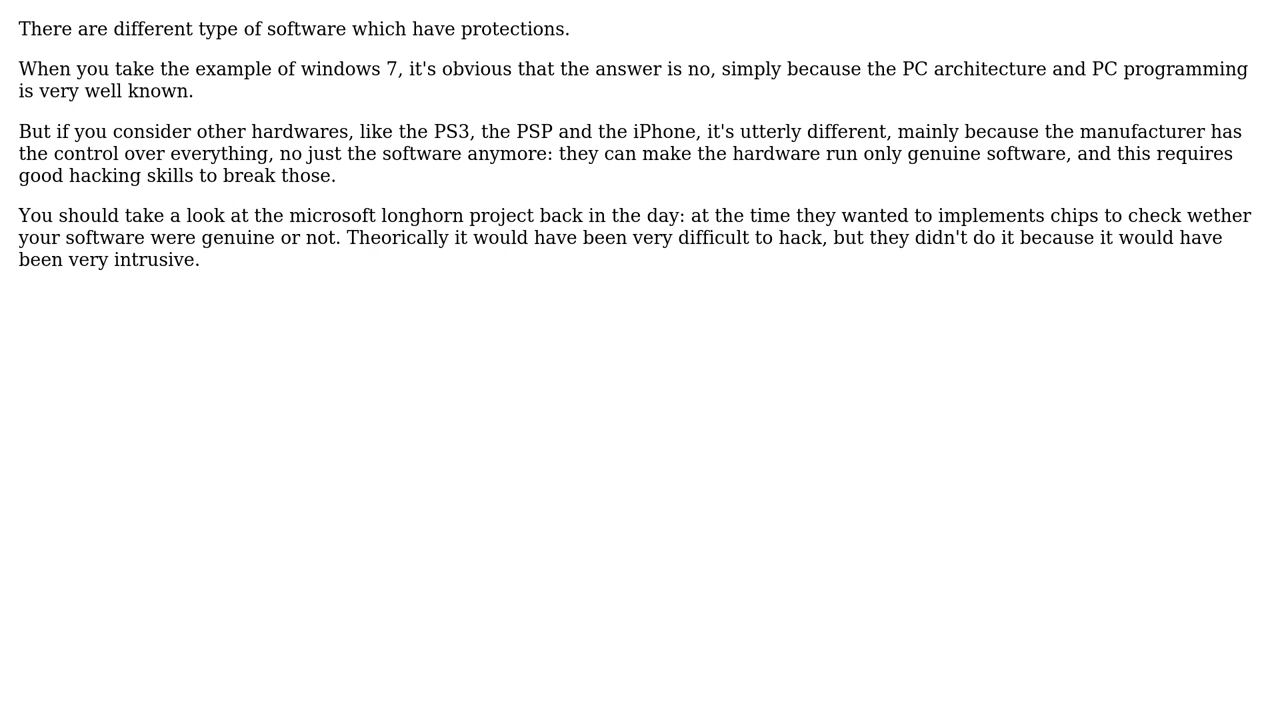 There are different type of software which have protections.
When you take the example of windows 7, it's obvious that the answer is no, simply because the PC architecture and PC programming
is very well known.
But if you consider other hardwares, like the PS3, the PSP and the iPhone, it's utterly different, mainly because the manufacturer has
the control over everything, no just the software anymore: they can make the hardware run only genuine software, and this requires
good hacking skills to break those.
You should take a look at the microsoft longhorn project back in the day: at the time they wanted to implements chips to check wether
your software were genuine or not. Theorically it would have been very difficult to hack, but they didn't do it because it would have
been very intrusive.